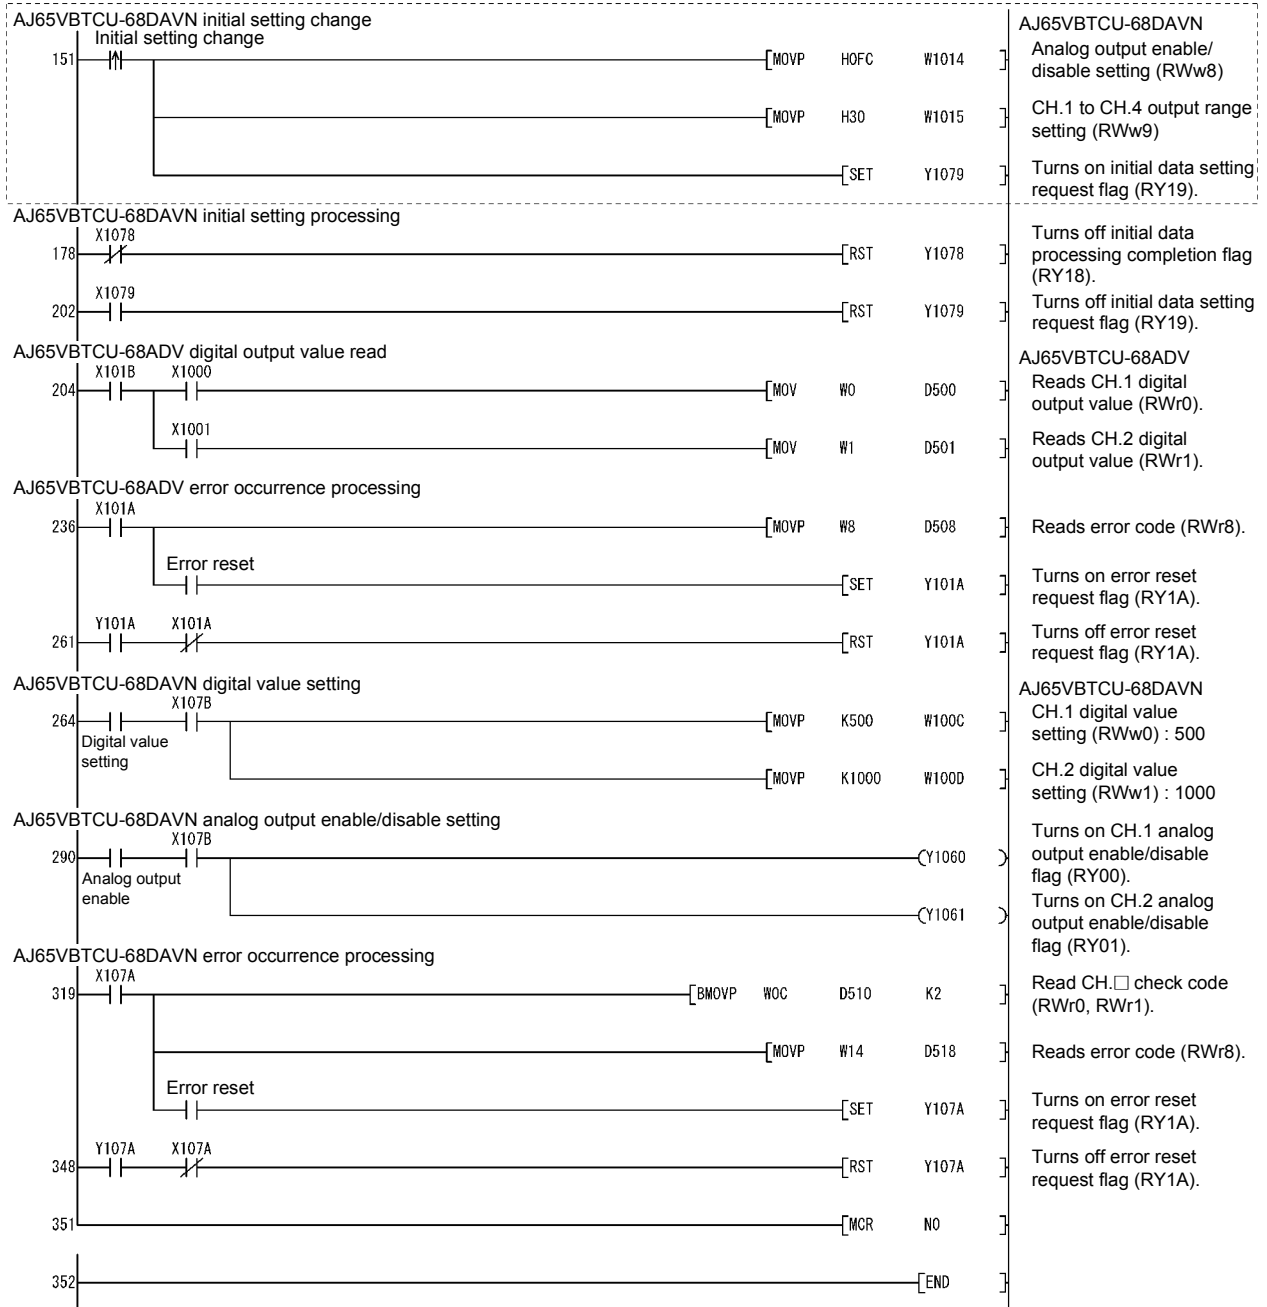 AJ65VBTCU-68DAVN initial setting change
Initial setting change
AJ65VBTCU-68DAVN
151 MOVP H0FC W1014 Analog output enable/
disable setting (RWw8)
MOVP H30 W1015 CH.1 to CH.4 output range
setting (RWw9)
SET Y1079 Turns on initial data setting
request flag (RY19).
AJ65VBTCU-68DAVN initial setting processing
X1078
178 RST Y1078 Turns off initial data
processing completion flag
(RY18).
X1079
202 RST Y1079 Turns off initial data setting
request flag (RY19).
AJ65VBTCU-68ADV digital output value read
AJ65VBTCU-68ADV
X101B X1000
204 MOV W0 D500 Reads CH.1 digital
output value (RWr0).
X1001
MOV W1 D501 Reads CH.2 digital
output value (RWr1).
AJ65VBTCU-68ADV error occurrence processing
X101A
236 MOVP W8 D508 Reads error code (RWr8).
Error reset
SET Y101A Turns on error reset
request flag (RY1A).
Y101A X101A
261 RST Y101A Turns off error reset
request flag (RY1A).
AJ65VBTCU-68DAVN digital value setting
AJ65VBTCU-68DAVN
X107B
264 MOVP K500 W100C CH.1 digital value
setting (RWw0) : 500
Digital value
setting
MOVP K1000 W100D CH.2 digital value
setting (RWw1) : 1000
AJ65VBTCU-68DAVN analog output enable/disable setting
X107B
290 Y1060 Turns on CH.1 analog
output enable/disable
flag (RY00).
Analog output
enable
Y1061 Turns on CH.2 analog
output enable/disable
flag (RY01).
AJ65VBTCU-68DAVN error occurrence processing
X107A
319 BMOVP W0C D510 K2 Read CH.□ check code
(RWr0, RWr1).
MOVP W14 D518 Reads error code (RWr8).
Error reset
SET Y107A Turns on error reset
request flag (RY1A).
Y107A X107A
348 RST Y107A Turns off error reset
request flag (RY1A).
351 MCR N0
352 END